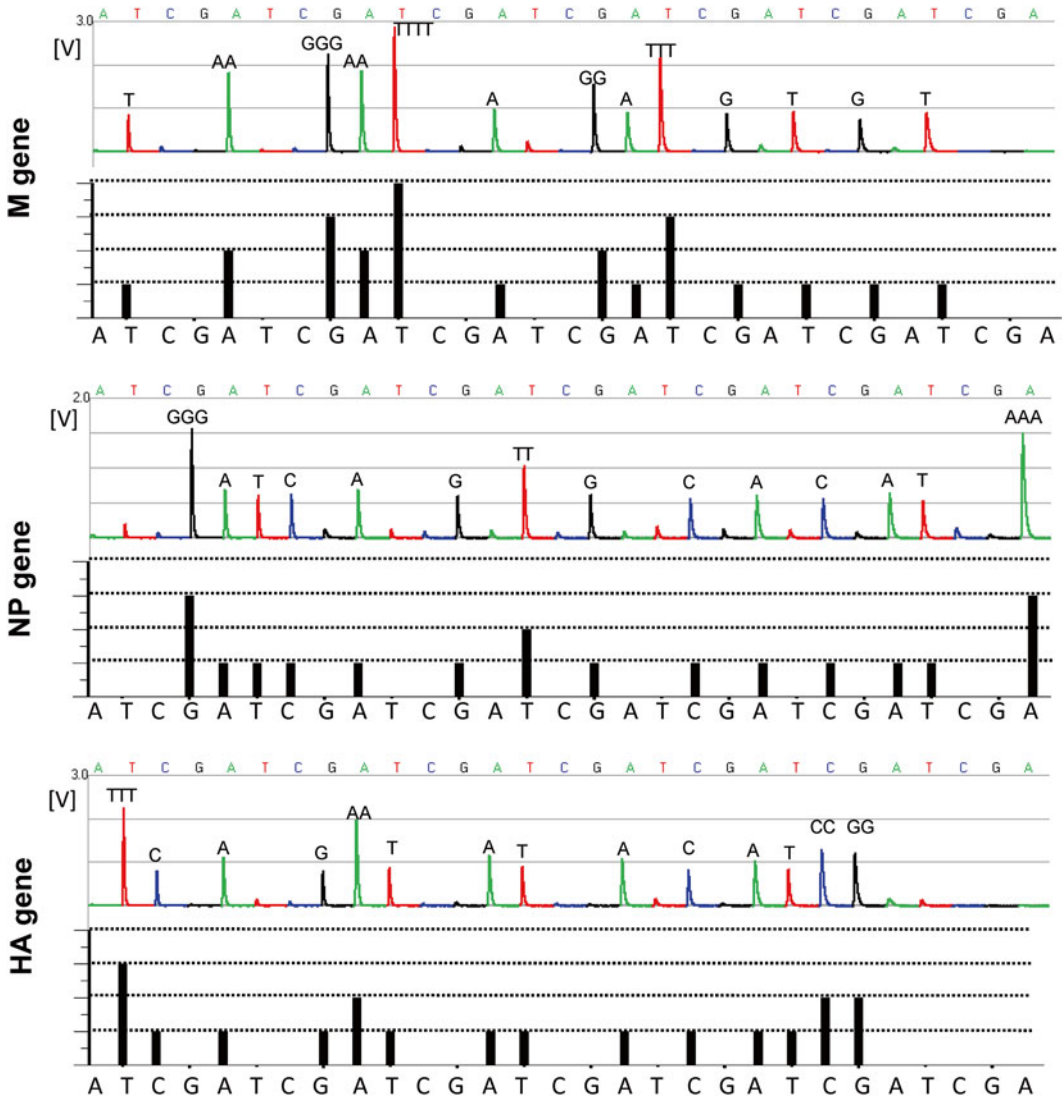 A T C G A T C G A T C G A T C G A T C G A T C G A T C G A
3.0
[V]
T AA GGG AA TTTT A GG A TTT G T G T
M gene
A T C G A T C G A T C G A T C G A T C G A T C G A T C G A
A T C G A T C G A T C G A T C G A T C G A T C G A T C G A
2.0
[V]
GGG A T C A G TT G C A C A T AAA
NP gene
A T C G A T C G A T C G A T C G A T C G A T C G A T C G A
A T C G A T C G A T C G A T C G A T C G A T C G A T C G A
3.0
[V]
TTT C A G AA T A T A C A T CC GG
HA gene
A T C G A T C G A T C G A T C G A T C G A T C G A T C G A